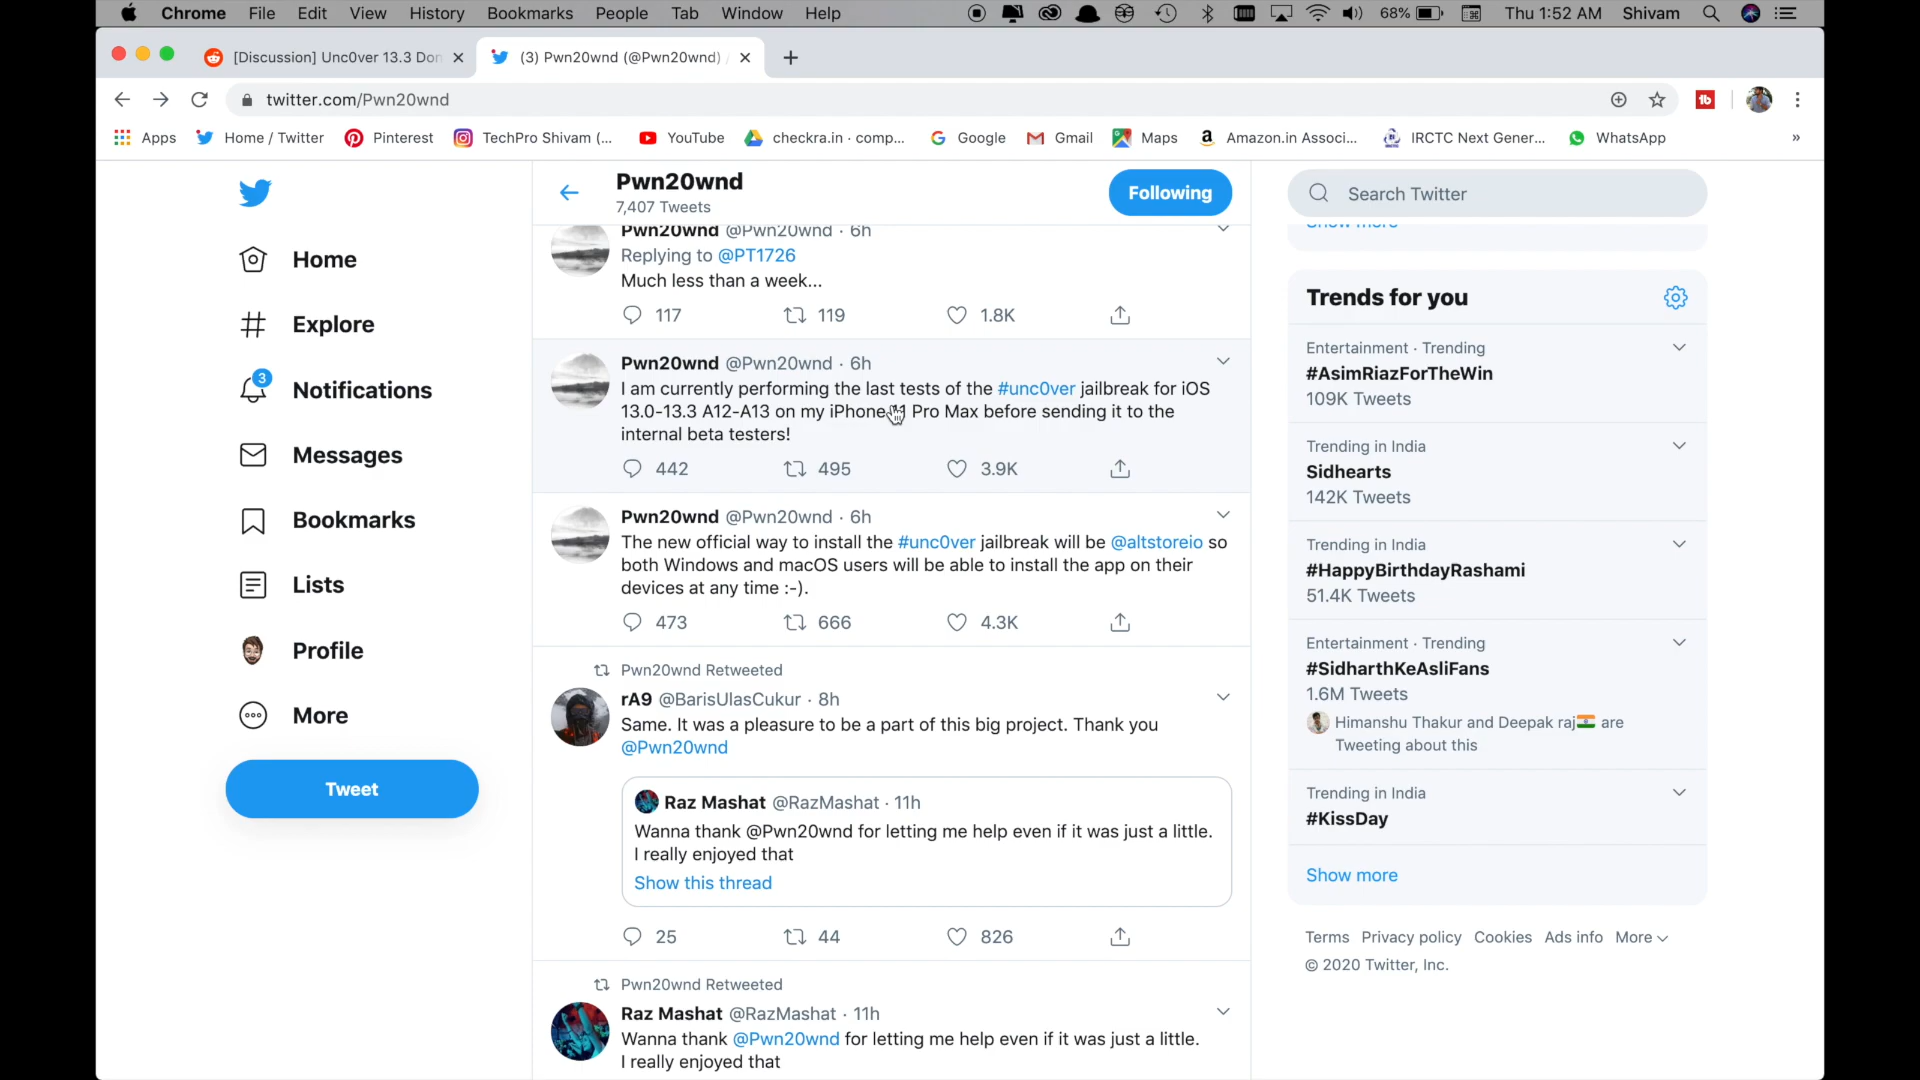 Chrome File Edit View History Bookmarks People Tab Window Help 68% Thu 1:52 AM Shivam
[Discussion] Unc0ver 13.3 Don
(3) Pwn20wnd (@Pwn20wnd) /
twitter.com/Pwn20wnd
Apps Home / Twitter Pinterest TechPro Shivam (... YouTube checkra.in · comp... Google Gmail Maps Amazon.in Associ... IRCTC Next Gener... WhatsApp »
Home
Explore
3
Notifications
Messages
Bookmarks
Lists
Profile
More
Tweet
Pwn20wnd
7,407 Tweets
Following
Pwn20wnd @Pwn20wnd · 6h
Replying to @PT1726
Much less than a week...
117 119 1.8K
Pwn20wnd @Pwn20wnd · 6h
I am currently performing the last tests of the #unc0ver jailbreak for iOS
13.0-13.3 A12-A13 on my iPhone 11 Pro Max before sending it to the
internal beta testers!
442 495 3.9K
Pwn20wnd @Pwn20wnd · 6h
The new official way to install the #unc0ver jailbreak will be @altstoreio so
both Windows and macOS users will be able to install the app on their
devices at any time :-).
473 666 4.3K
Pwn20wnd Retweeted
rA9 @BarisUlasCukur · 8h
Same. It was a pleasure to be a part of this big project. Thank you
@Pwn20wnd
Raz Mashat @RazMashat · 11h
Wanna thank @Pwn20wnd for letting me help even if it was just a little.
I really enjoyed that
Show this thread
25 44 826
Pwn20wnd Retweeted
Raz Mashat @RazMashat · 11h
Wanna thank @Pwn20wnd for letting me help even if it was just a little.
I really enjoyed that
Search Twitter
Show more
Trends for you
Entertainment · Trending
#AsimRiazForTheWin
109K Tweets
Trending in India
Sidhearts
142K Tweets
Trending in India
#HappyBirthdayRashami
51.4K Tweets
Entertainment · Trending
#SidharthKeAsliFans
1.6M Tweets
Himanshu Thakur and Deepak raj🇮🇳 are
Tweeting about this
Trending in India
#KissDay
Show more
Terms Privacy policy Cookies Ads info More
© 2020 Twitter, Inc.